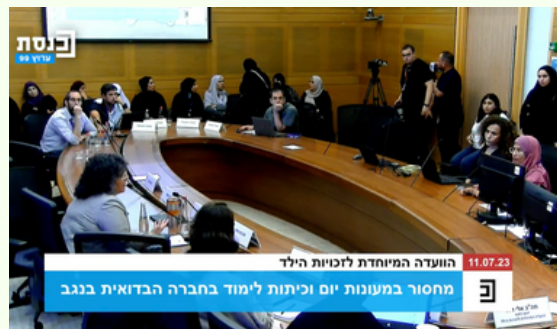 כנסת
ערוץ 99
11.07.23 הוועדה המיוחדת לזכויות הילד
מחסור במעונות יום וכיתות לימוד בחברה הבדואית בנגב